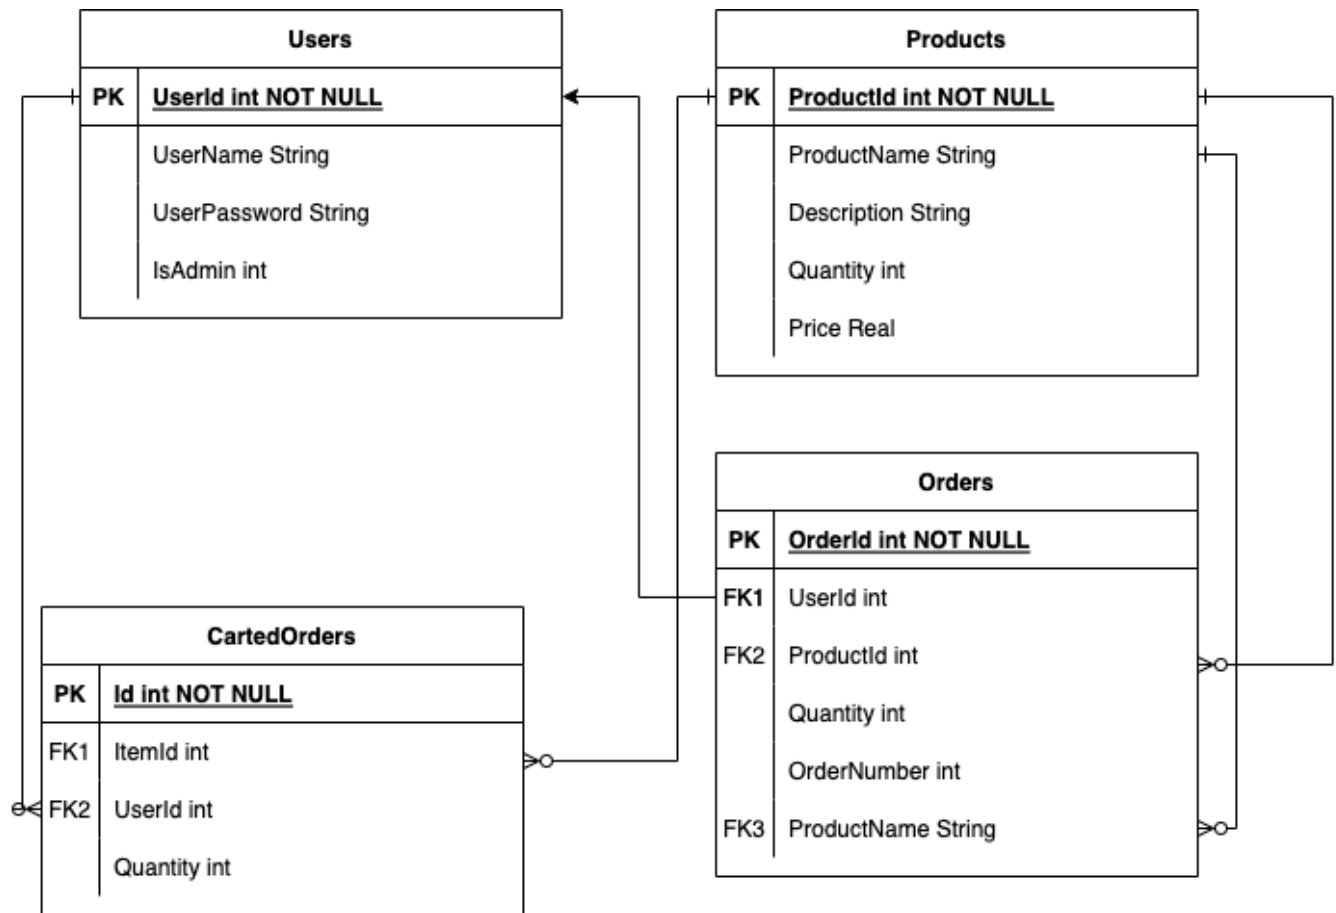 Users
PK UserId int NOT NULL
UserName String
UserPassword String
IsAdmin int
Products
PK ProductId int NOT NULL
ProductName String
Description String
Quantity int
Price Real
Orders
PK OrderId int NOT NULL
FK1 UserId int
FK2 ProductId int
Quantity int
OrderNumber int
FK3 ProductName String
CartedOrders
PK Id int NOT NULL
FK1 ItemId int
FK2 UserId int
Quantity int